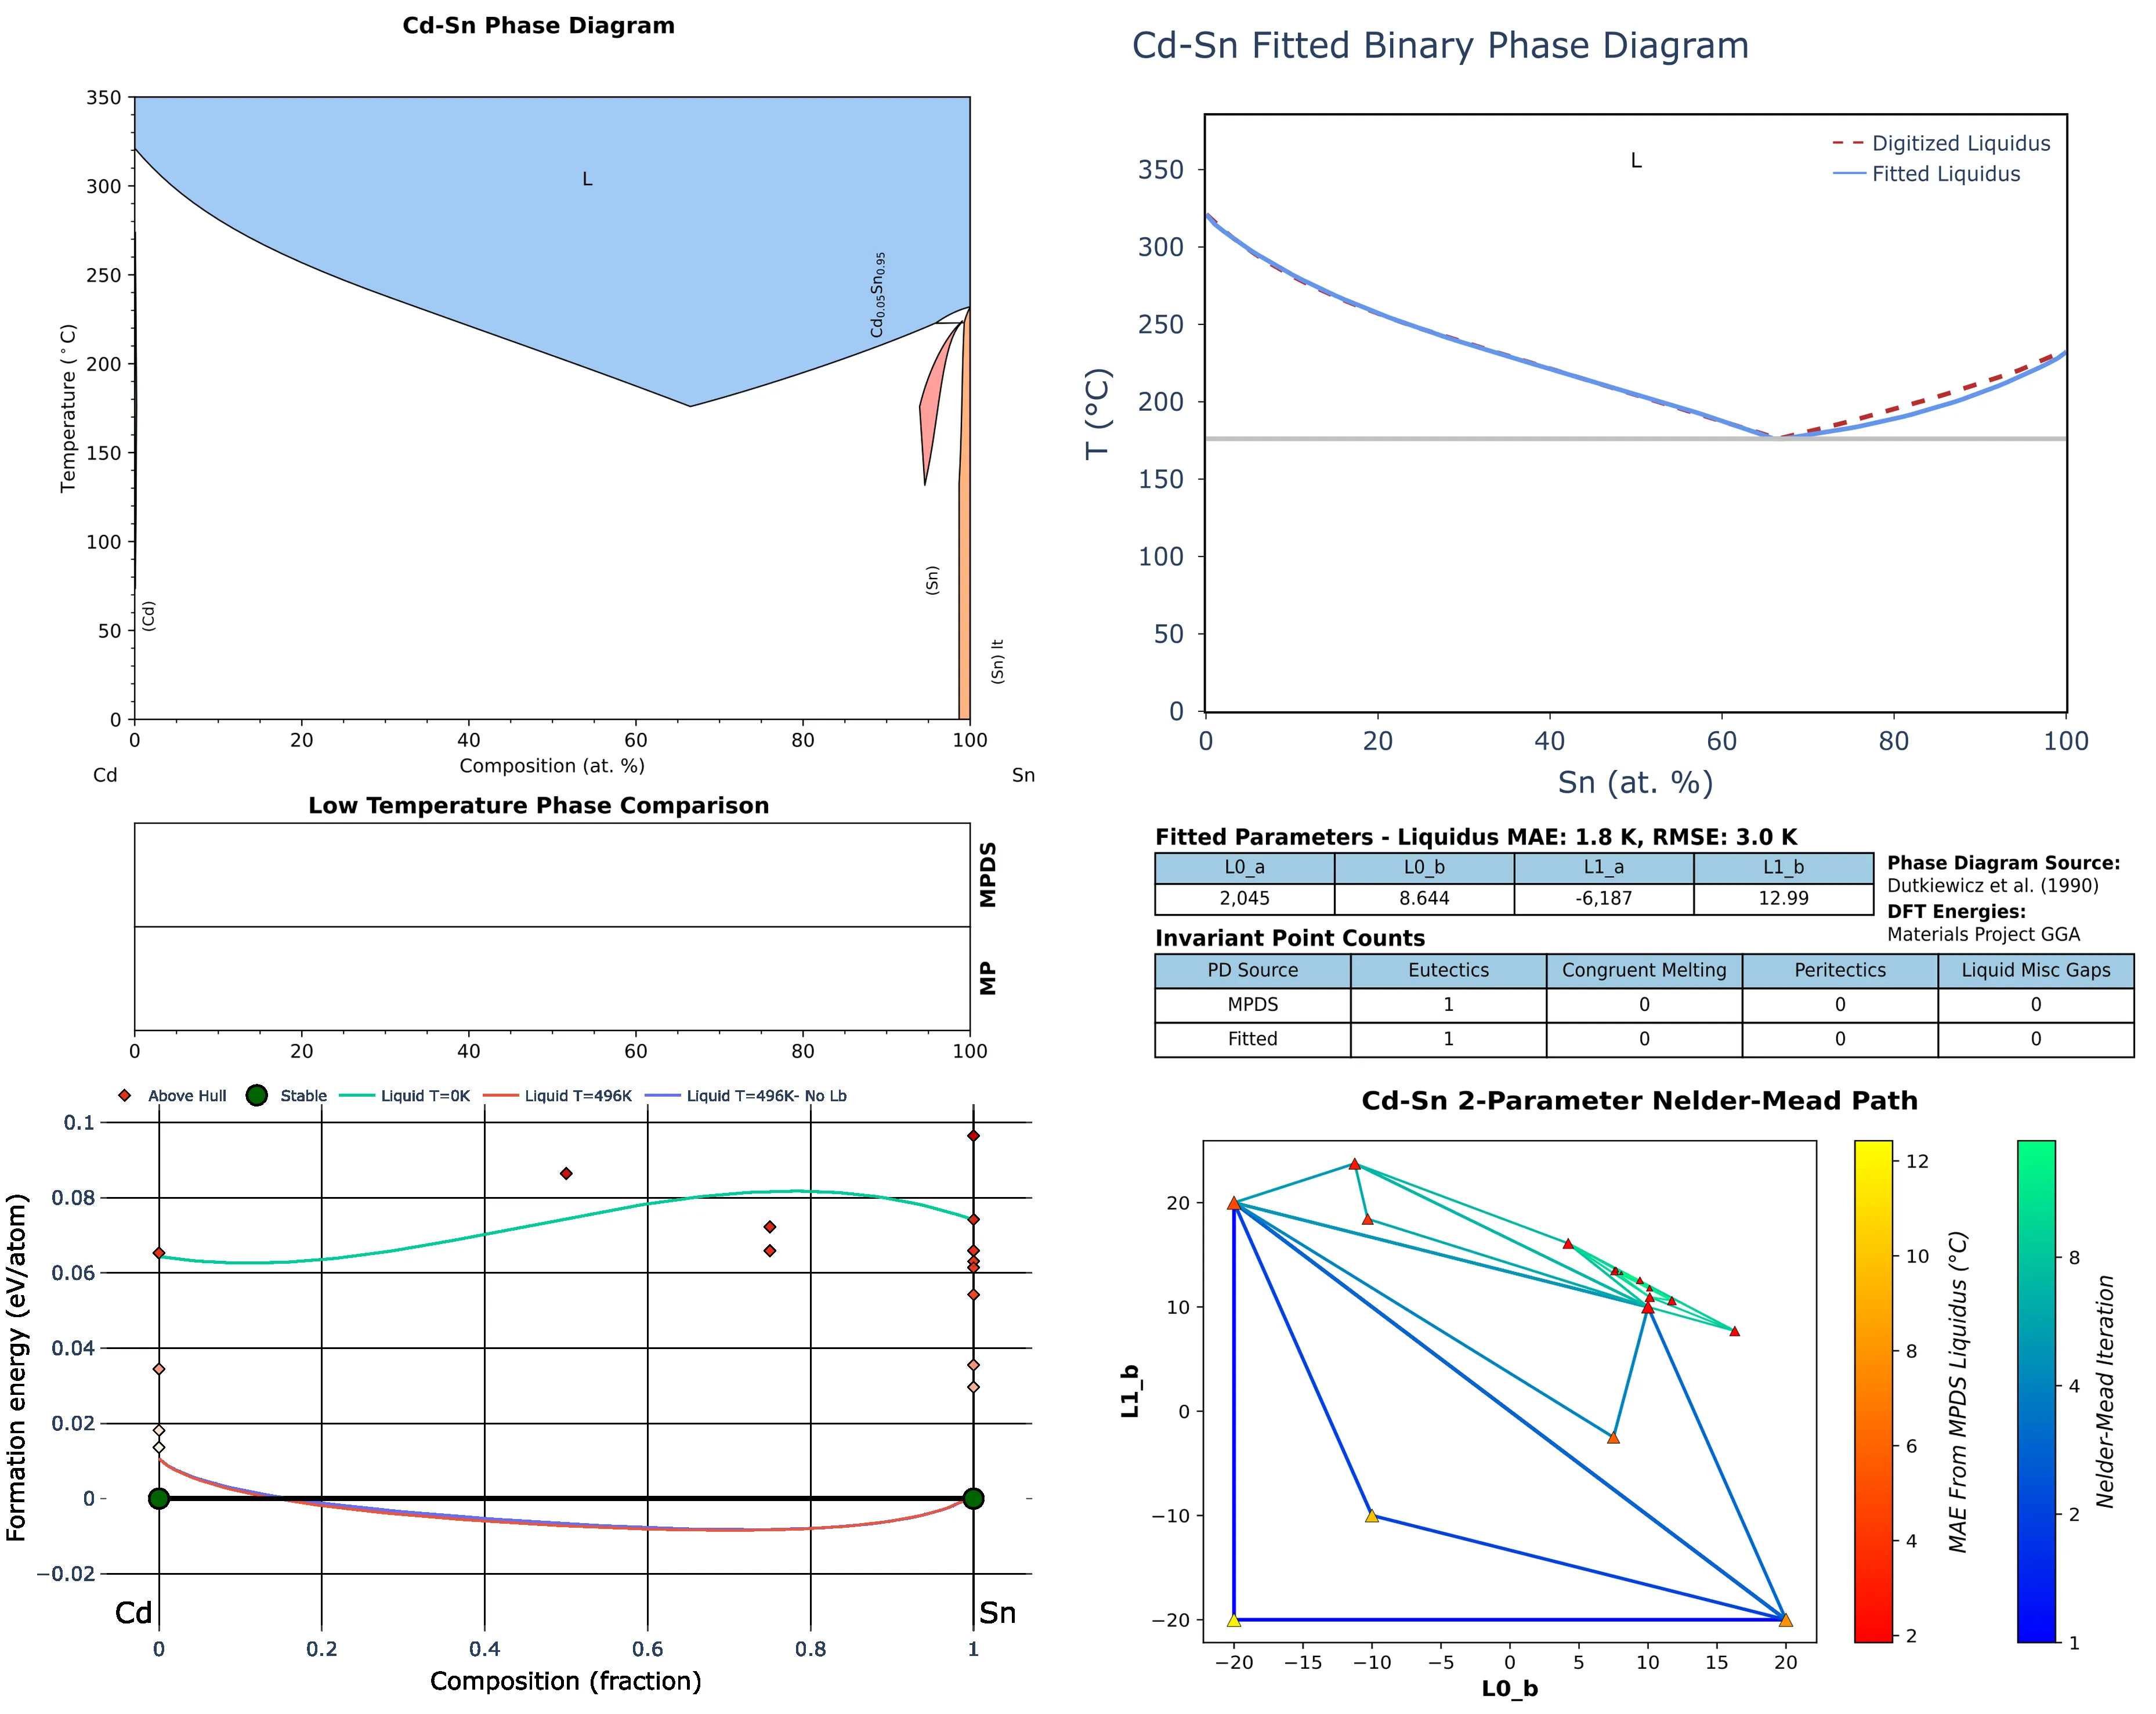 Cd-Sn Phase Diagram
350
300
250
200
150
100
50
0
Temperature (°C)
L
Cd0.05Sn0.95
(Cd)
(Sn)
(Sn) lt
0 20 40 60 80 100
Composition (at. %)
Cd Sn
Cd-Sn Fitted Binary Phase Diagram
Digitized Liquidus
Fitted Liquidus
L
350
300
250
200
150
100
50
0
T (°C)
0 20 40 60 80 100
Sn (at. %)
Low Temperature Phase Comparison
MPDS
MP
0 20 40 60 80 100
Fitted Parameters - Liquidus MAE: 1.8 K, RMSE: 3.0 K
L0_a L0_b L1_a L1_b
2,045 8.644 -6,187 12.99
Phase Diagram Source:
Dutkiewicz et al. (1990)
DFT Energies:
Materials Project GGA
Invariant Point Counts
PD Source Eutectics Congruent Melting Peritectics Liquid Misc Gaps
MPDS 1 0 0 0
Fitted 1 0 0 0
Above Hull Stable Liquid T=0K Liquid T=496K Liquid T=496K- No Lb
0.1
0.08
0.06
0.04
0.02
0
−0.02
Formation energy (eV/atom)
Cd Sn
0 0.2 0.4 0.6 0.8 1
Composition (fraction)
Cd-Sn 2-Parameter Nelder-Mead Path
20
10
0
−10
−20
L1_b
−20 −15 −10 −5 0 5 10 15 20
L0_b
12
10
8
6
4
2
MAE From MPDS Liquidus (°C)
8
4
2
1
Nelder-Mead Iteration